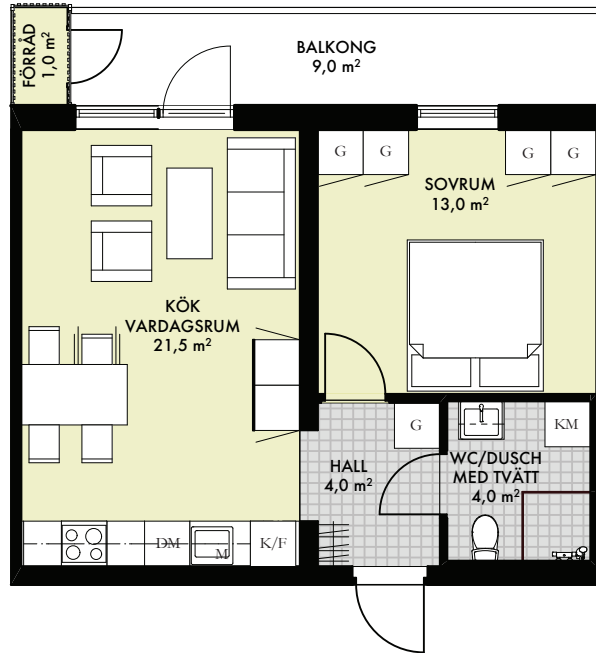 FÖRRÅD
1,0 m²
BALKONG
9,0 m²
G
G
G
G
SOVRUM
13,0 m²
KÖK
VARDAGSRUM
21,5 m²
G
KM
HALL
4,0 m²
WC/DUSCH
MED TVÄTT
4,0 m²
DM
M
K/F